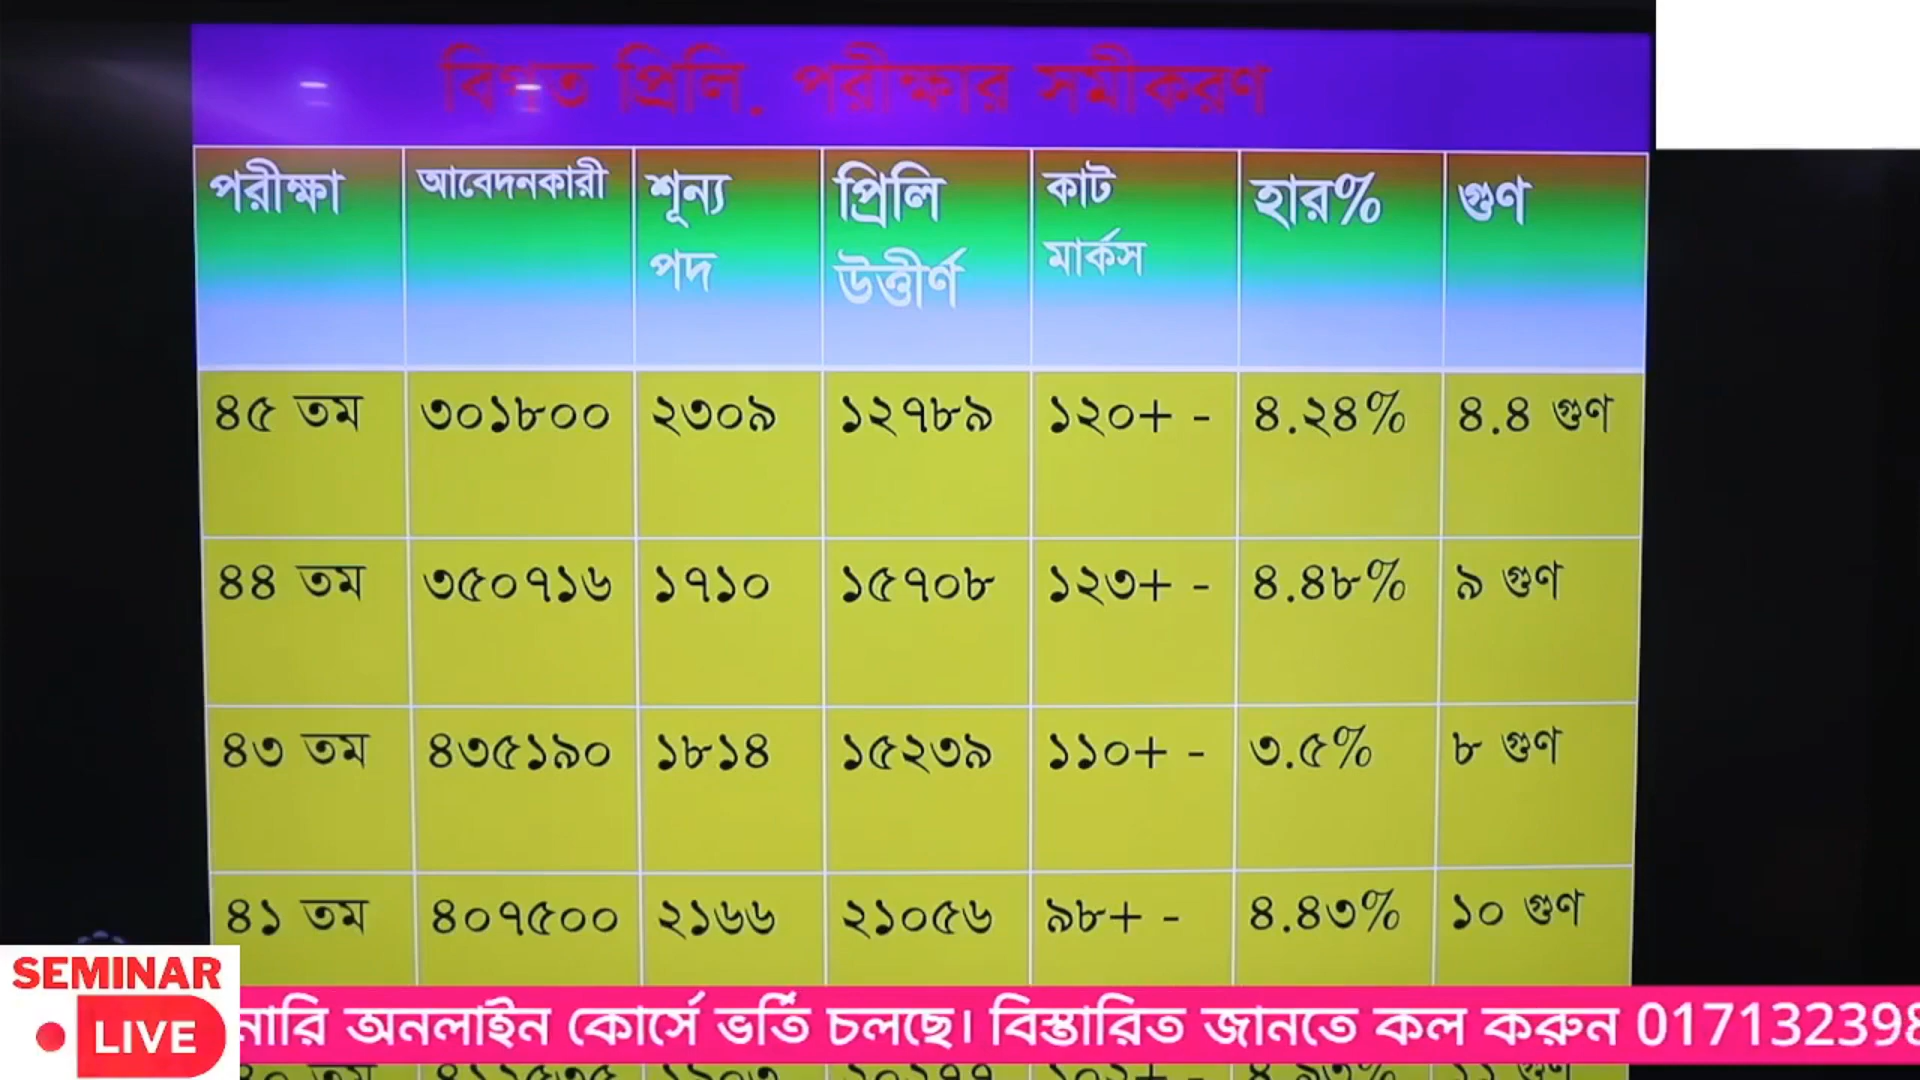 বিগত প্রিলি. পরীক্ষার সমীকরণ
পরীক্ষা আবেদনকারী শূন্য পদ প্রিলি উত্তীর্ণ কাট মার্কস হার% গুণ
৪৫ তম ৩০১৮০০ ২৩০৯ ১২৭৮৯ ১২০+ - ৪.২৪% ৪.৪ গুণ
৪৪ তম ৩৫০৭১৬ ১৭১০ ১৫৭০৮ ১২৩+ - ৪.৪৮% ৯ গুণ
৪৩ তম ৪৩৫১৯০ ১৮১৪ ১৫২৩৯ ১১০+ - ৩.৫% ৮ গুণ
৪১ তম ৪০৭৫০০ ২১৬৬ ২১০৫৬ ৯৮+ - ৪.৪৩% ১০ গুণ
SEMINAR
LIVE
নারি অনলাইন কোর্সে ভর্তি চলছে। বিস্তারিত জানতে কল করুন 01713239